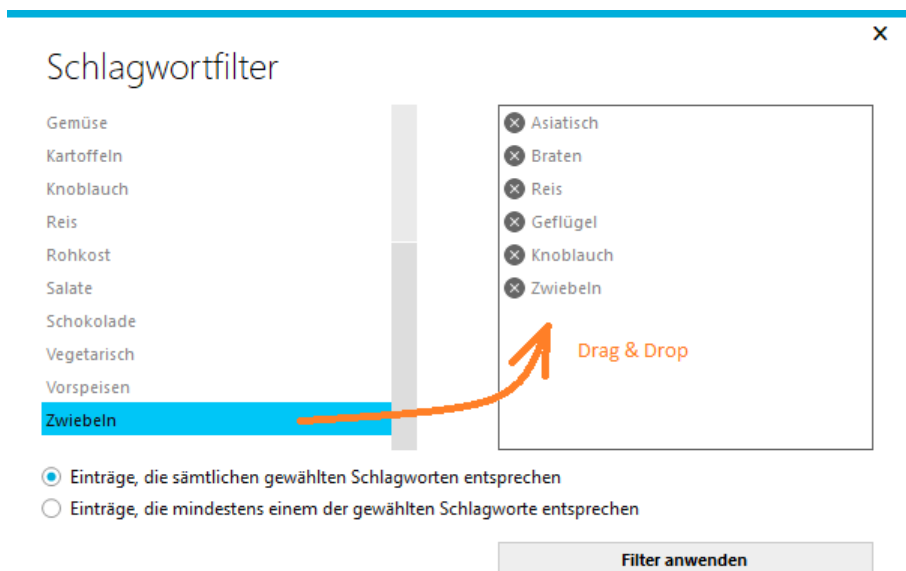 Schlagwortfilter
Gemüse
Kartoffeln
Knoblauch
Reis
Rohkost
Salate
Schokolade
Vegetarisch
Vorspeisen
Zwiebeln
Asiatisch
Braten
Reis
Geflügel
Knoblauch
Zwiebeln
Drag & Drop
Einträge, die sämtlichen gewählten Schlagworten entsprechen
Einträge, die mindestens einem der gewählten Schlagworte entsprechen
Filter anwenden